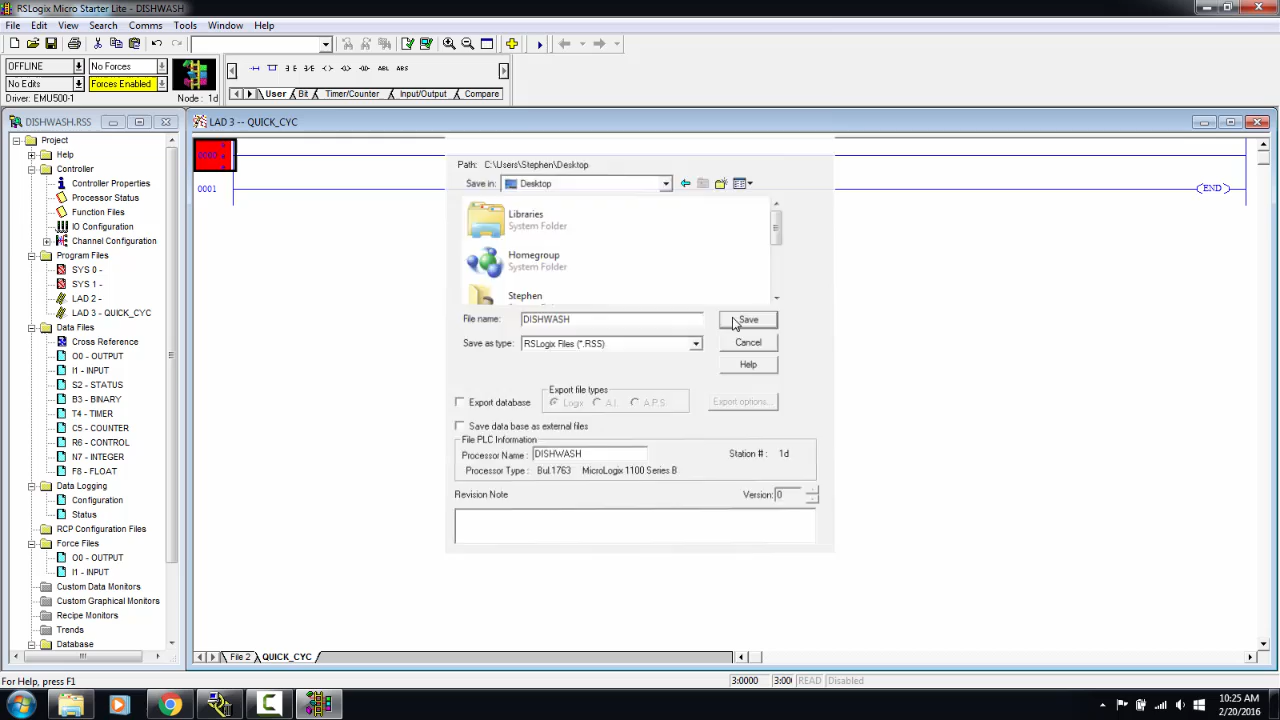 RSLogix Micro Starter Lite - DISHWASH
File Edit View Search Comms Tools Window Help
OFFLINE No Forces
No Edits Forces Enabled
Driver: EMU500-1 Node : 1d
User Bit Timer/Counter Input/Output Compare
DISHWASH.RSS
LAD 3 -- QUICK_CYC
Project
Help
Controller
Controller Properties
Processor Status
Function Files
IO Configuration
Channel Configuration
Program Files
SYS 0 -
SYS 1 -
LAD 2 -
LAD 3 - QUICK_CYC
Data Files
Cross Reference
O0 - OUTPUT
I1 - INPUT
S2 - STATUS
B3 - BINARY
T4 - TIMER
C5 - COUNTER
R6 - CONTROL
N7 - INTEGER
F8 - FLOAT
Data Logging
Configuration
Status
RCP Configuration Files
Force Files
O0 - OUTPUT
I1 - INPUT
Custom Data Monitors
Custom Graphical Monitors
Recipe Monitors
Trends
Database
0000
0001
END
Path: C:\Users\Stephen\Desktop
Save in: Desktop
Libraries
System Folder
Homegroup
System Folder
Stephen
File name: DISHWASH Save
Save as type: RSLogix Files (*.RSS) Cancel
Help
Export file types
Export database Logix A.I. A.P.S. Export options...
Save data base as external files
File PLC Information
Processor Name : DISHWASH Station # : 1d
Processor Type : Bul.1763 MicroLogix 1100 Series B
Revision Note Version: 0
File 2 QUICK_CYC
For Help, press F1
3:0000 3:00 READ Disabled
10:25 AM
2/20/2016